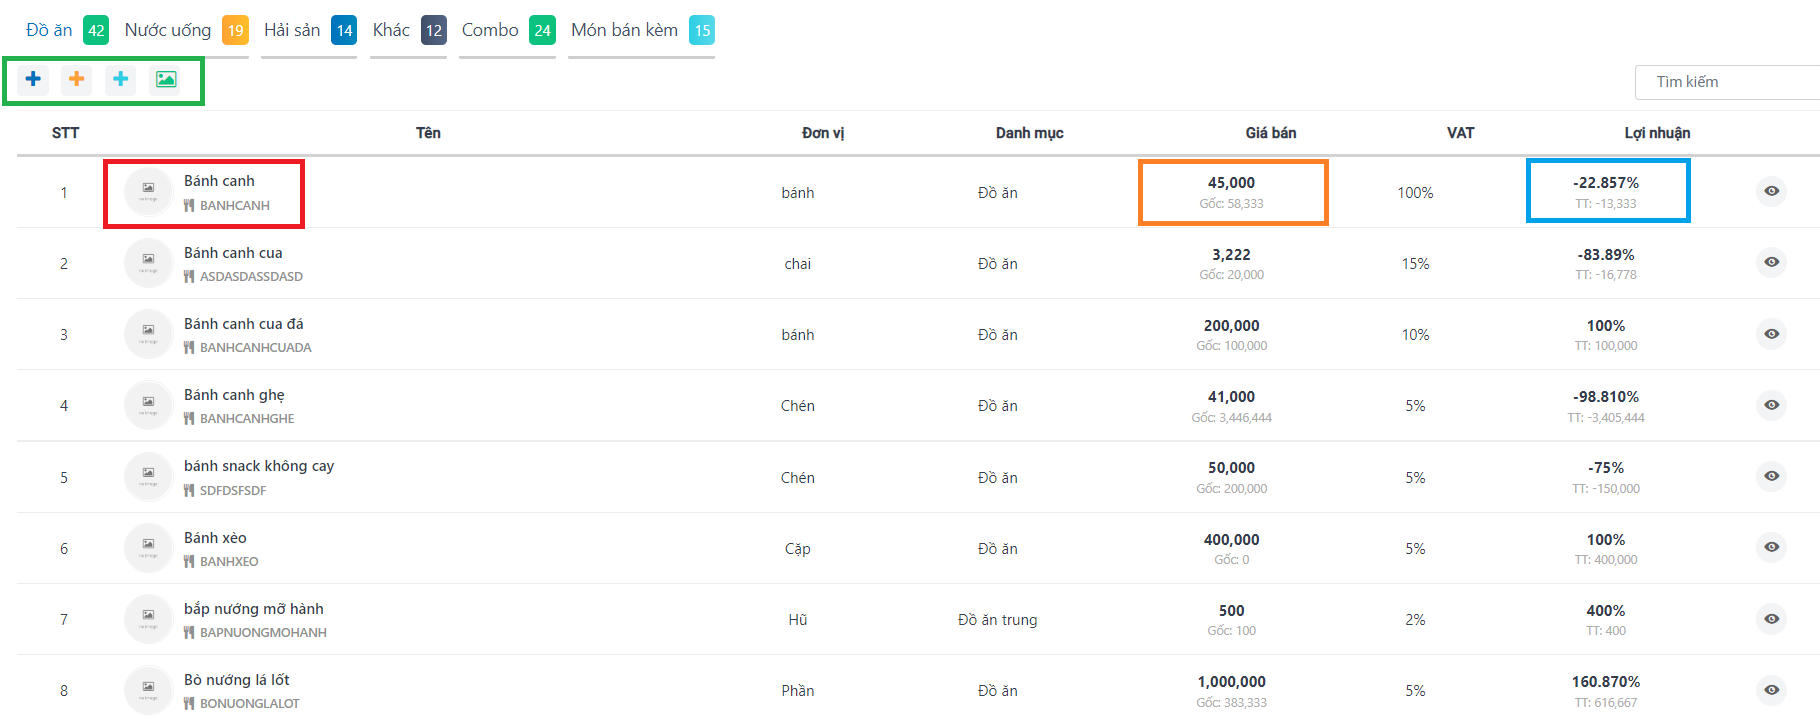 Đồ ăn 42 Nước uống 19 Hải sản 14 Khác 12 Combo 24 Món bán kèm 15
Tìm kiếm
STT Tên Đơn vị Danh mục Giá bán VAT Lợi nhuận
1 Bánh canh bánh Đồ ăn 45,000 100% -22.857%
BANHCANH Gốc: 58,333 TT: -13,333
2 Bánh canh cua chai Đồ ăn 3,222 15% -83.89%
ASDASDASSDASD Gốc: 20,000 TT: -16,778
3 Bánh canh cua đá bánh Đồ ăn 200,000 10% 100%
BANHCANHCUADA Gốc: 100,000 TT: 100,000
4 Bánh canh ghẹ Chén Đồ ăn 41,000 5% -98.810%
BANHCANHGHE Gốc: 3,446,444 TT: -3,405,444
5 bánh snack không cay Chén Đồ ăn 50,000 5% -75%
SDFDSFSDF Gốc: 200,000 TT: -150,000
6 Bánh xèo Cặp Đồ ăn 400,000 5% 100%
BANHXEO Gốc: 0 TT: 400,000
7 bắp nướng mỡ hành Hũ Đồ ăn trung 500 2% 400%
BAPNUONGMOHANH Gốc: 100 TT: 400
8 Bò nướng lá lốt Phần Đồ ăn 1,000,000 5% 160.870%
BONUONGLALOT Gốc: 383,333 TT: 616,667